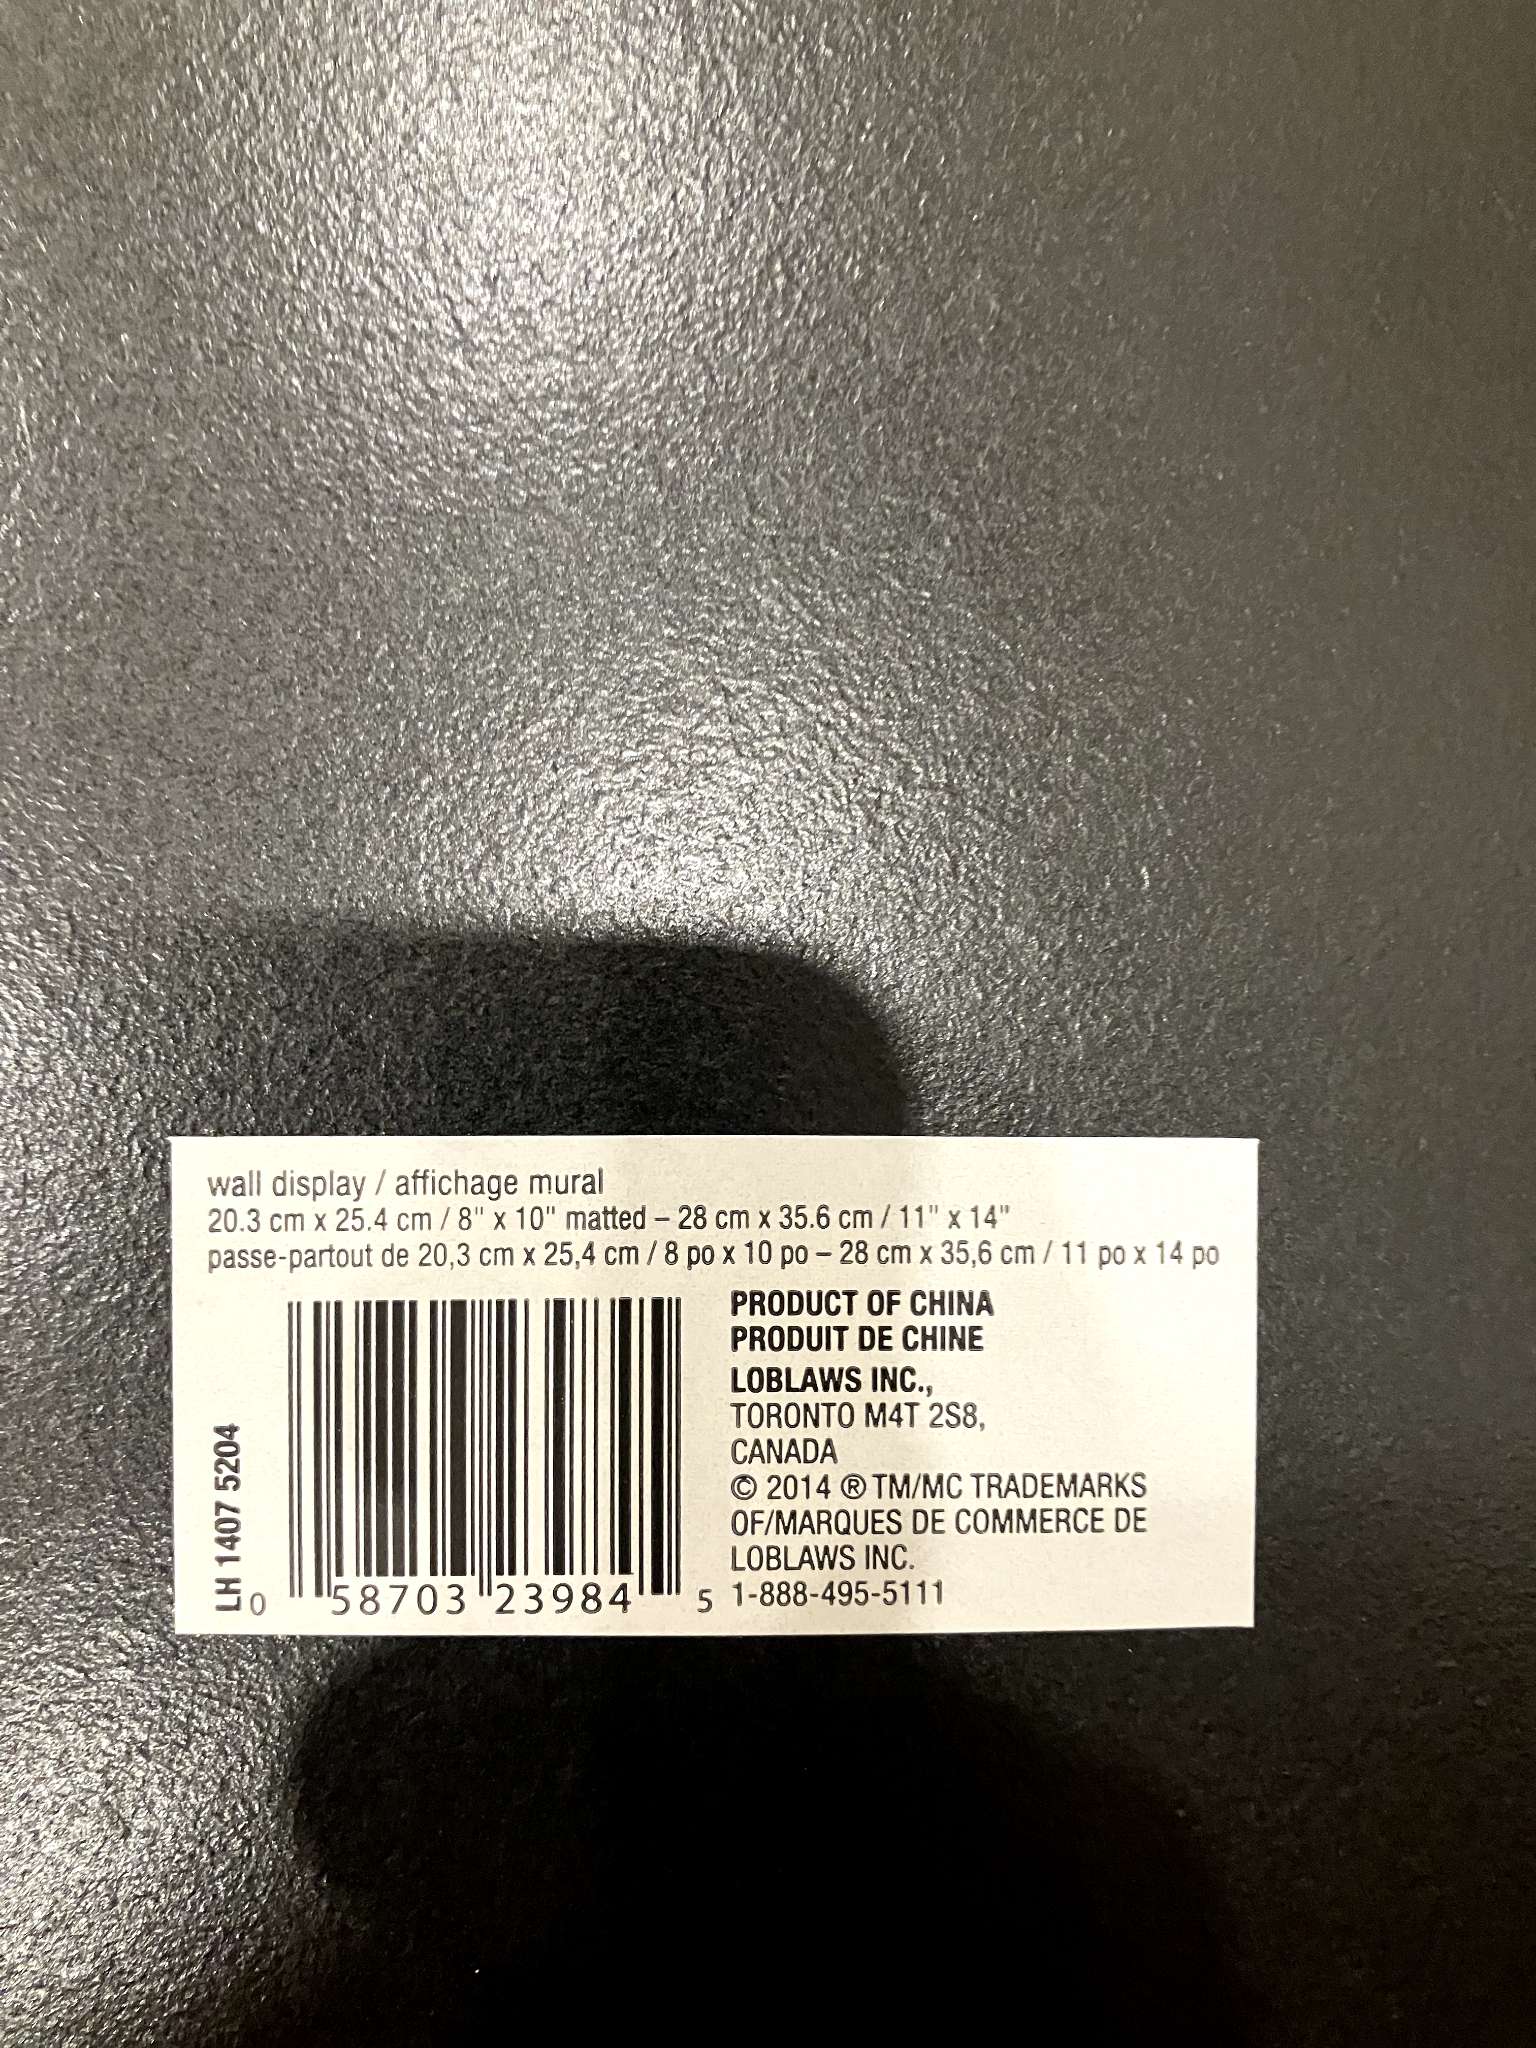 wall display / affichage mural
20.3 cm x 25.4 cm / 8" x 10" matted – 28 cm x 35.6 cm / 11" x 14"
passe-partout de 20,3 cm x 25,4 cm / 8 po x 10 po – 28 cm x 35,6 cm / 11 po x 14 po
LH 1407 5204
0 58703 23984 5
PRODUCT OF CHINA
PRODUIT DE CHINE
LOBLAWS INC.,
TORONTO M4T 2S8,
CANADA
© 2014 ® TM/MC TRADEMARKS
OF/MARQUES DE COMMERCE DE
LOBLAWS INC.
1-888-495-5111